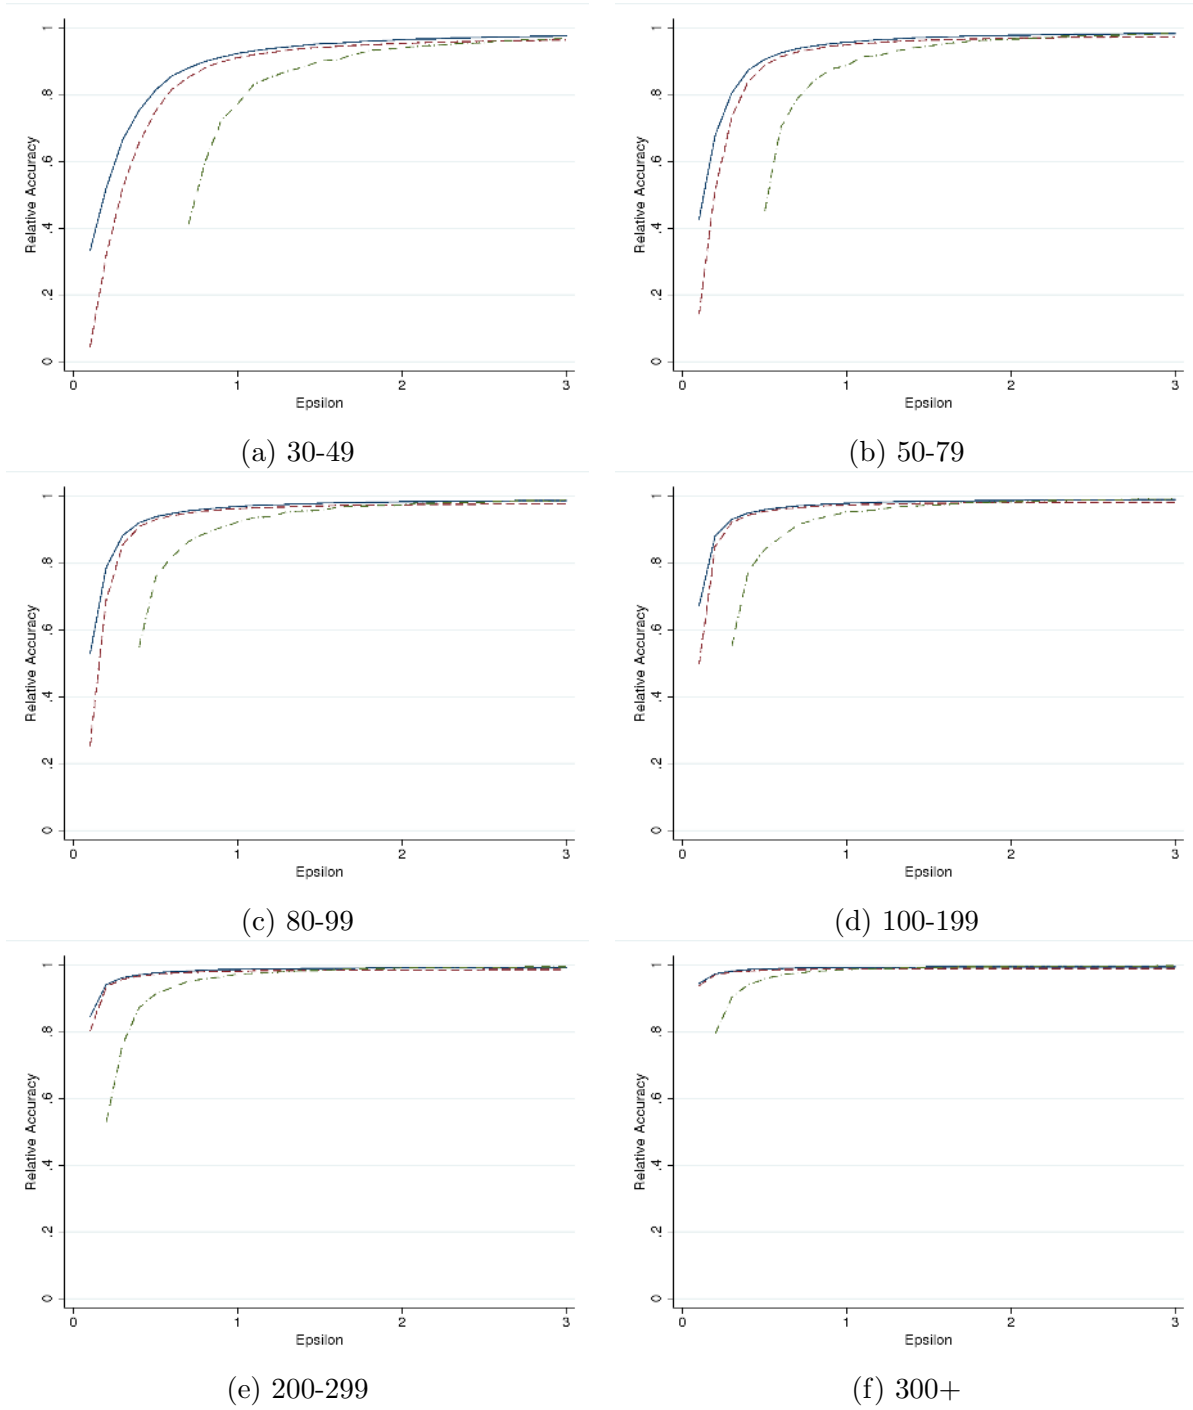 1
.8
.6
.4
.2
0
Relative Accuracy
0 1 2 3
Epsilon
(a) 30-49
1
.8
.6
.4
.2
0
Relative Accuracy
0 1 2 3
Epsilon
(b) 50-79
1
.8
.6
.4
.2
0
Relative Accuracy
0 1 2 3
Epsilon
(c) 80-99
1
.8
.6
.4
.2
0
Relative Accuracy
0 1 2 3
Epsilon
(d) 100-199
1
.8
.6
.4
.2
0
Relative Accuracy
0 1 2 3
Epsilon
(e) 200-299
1
.8
.6
.4
.2
0
Relative Accuracy
0 1 2 3
Epsilon
(f) 300+